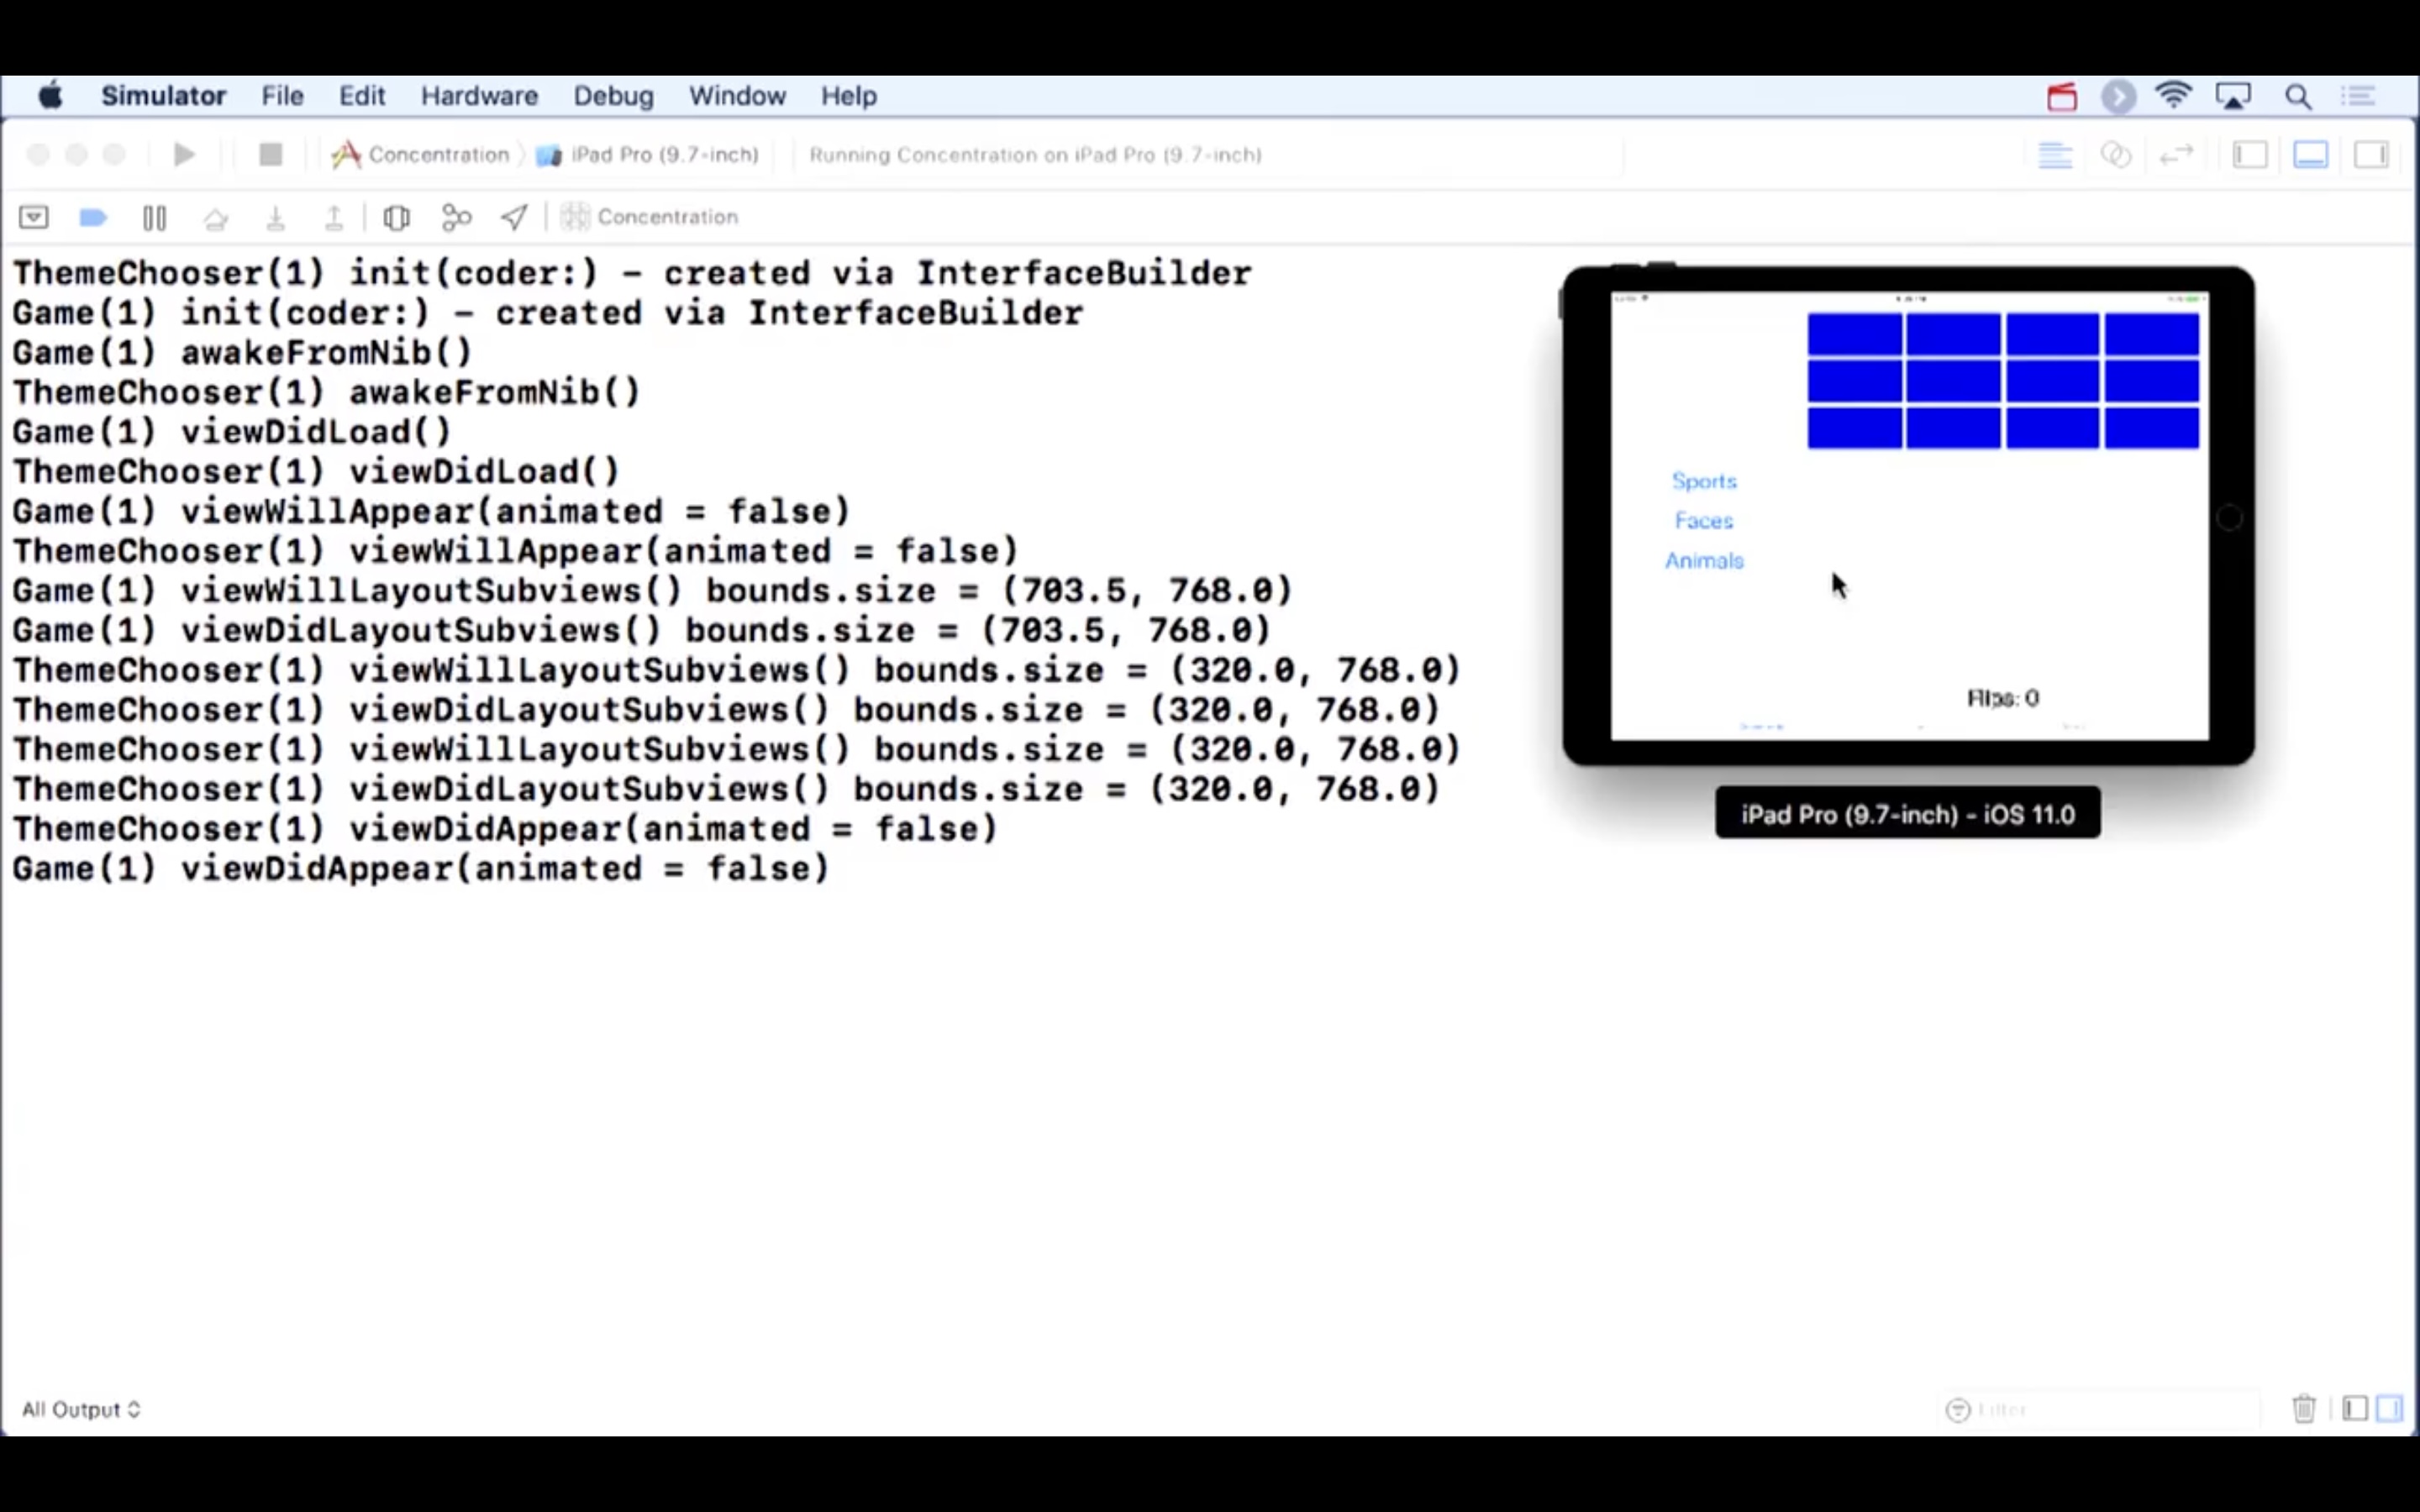 Simulator File Edit Hardware Debug Window Help
Concentration iPad Pro (9.7-inch) Running Concentration on iPad Pro (9.7-inch)
Concentration
ThemeChooser(1) init(coder:) - created via InterfaceBuilder
Game(1) init(coder:) - created via InterfaceBuilder
Game(1) awakeFromNib()
ThemeChooser(1) awakeFromNib()
Game(1) viewDidLoad()
ThemeChooser(1) viewDidLoad()
Game(1) viewWillAppear(animated = false)
ThemeChooser(1) viewWillAppear(animated = false)
Game(1) viewWillLayoutSubviews() bounds.size = (703.5, 768.0)
Game(1) viewDidLayoutSubviews() bounds.size = (703.5, 768.0)
ThemeChooser(1) viewWillLayoutSubviews() bounds.size = (320.0, 768.0)
ThemeChooser(1) viewDidLayoutSubviews() bounds.size = (320.0, 768.0)
ThemeChooser(1) viewWillLayoutSubviews() bounds.size = (320.0, 768.0)
ThemeChooser(1) viewDidLayoutSubviews() bounds.size = (320.0, 768.0)
ThemeChooser(1) viewDidAppear(animated = false)
Game(1) viewDidAppear(animated = false)
Sports
Faces
Animals
Flips: 0
iPad Pro (9.7-inch) - iOS 11.0
All Output
Filter